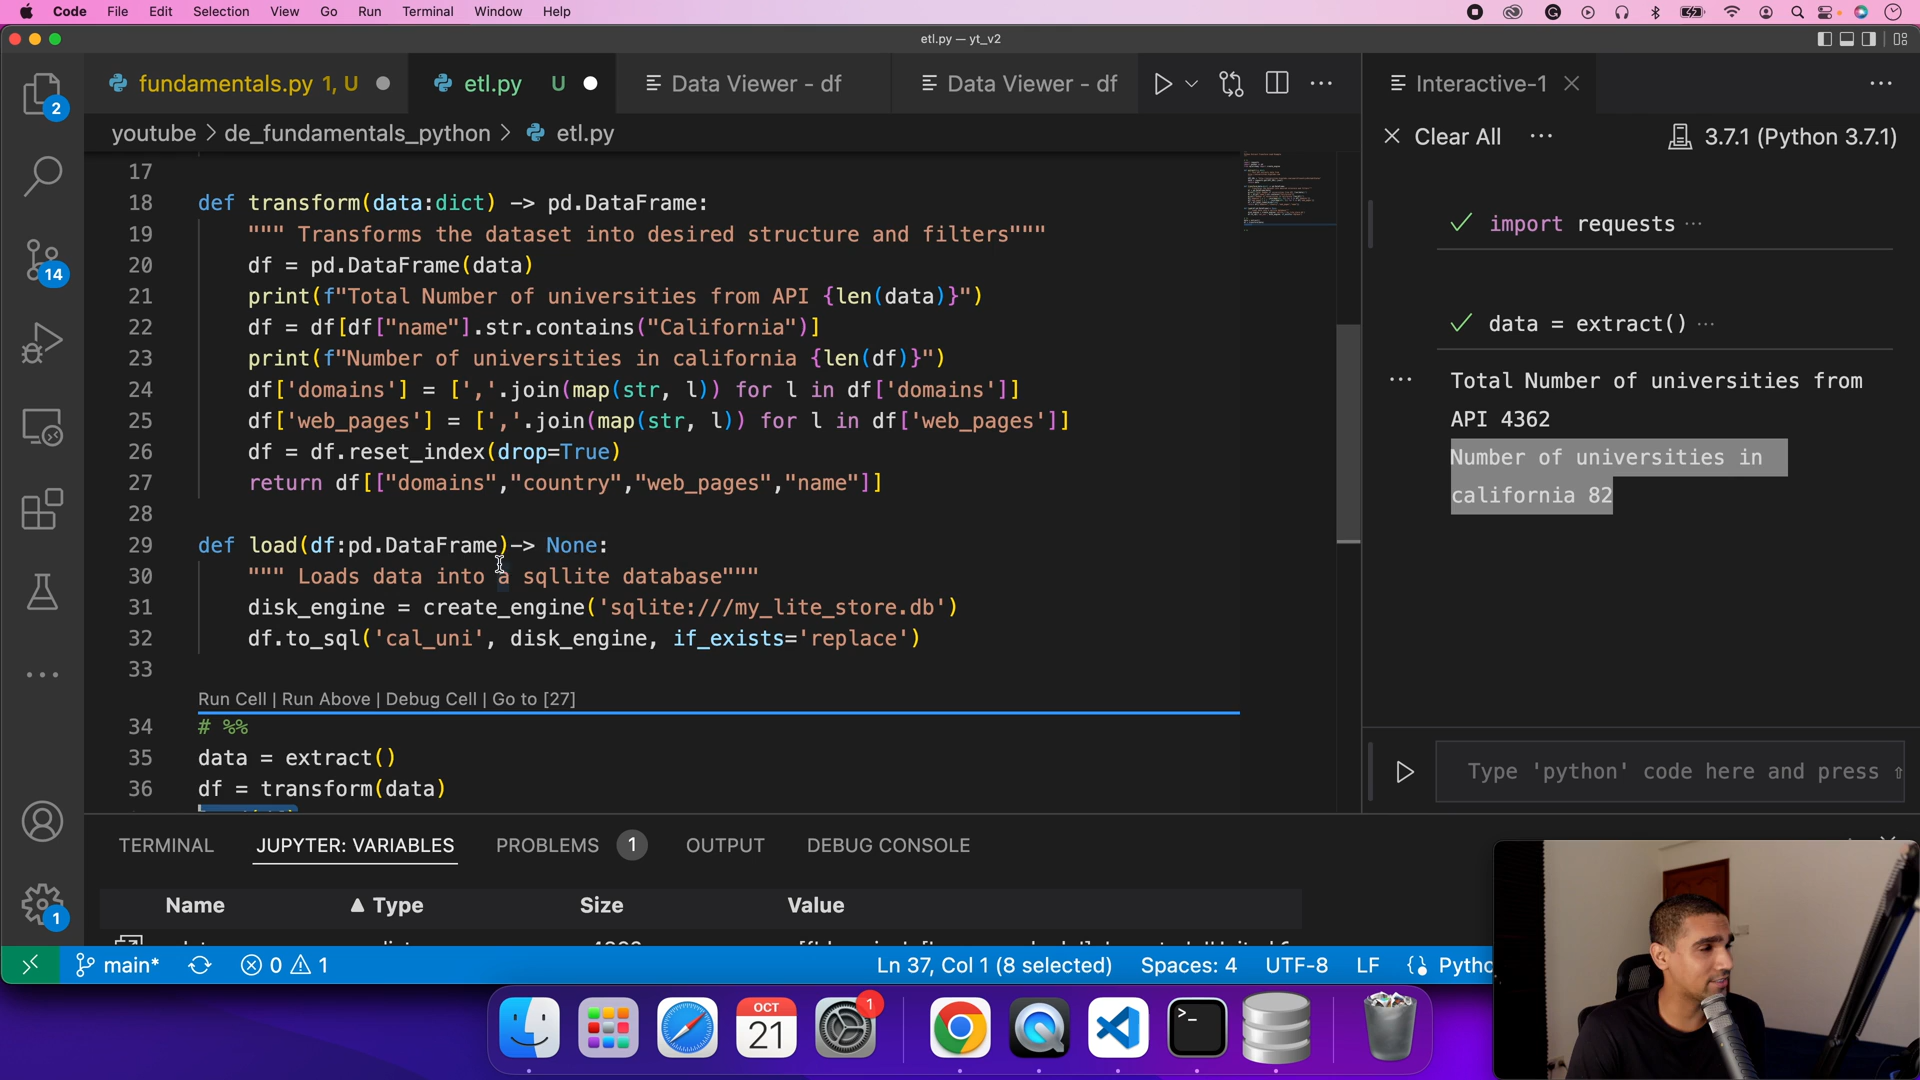 Code File Edit Selection View Go Run Terminal Window Help
etl.py — yt_v2
fundamentals.py 1, U
etl.py U
Data Viewer - df
Data Viewer - df
Interactive-1
youtube > de_fundamentals_python > etl.py
Clear All
3.7.1 (Python 3.7.1)
17
18 def transform(data:dict) -> pd.DataFrame:
19 """ Transforms the dataset into desired structure and filters"""
20 df = pd.DataFrame(data)
21 print(f"Total Number of universities from API {len(data)}")
22 df = df[df["name"].str.contains("California")]
23 print(f"Number of universities in california {len(df)}")
24 df['domains'] = [','.join(map(str, l)) for l in df['domains']]
25 df['web_pages'] = [','.join(map(str, l)) for l in df['web_pages']]
26 df = df.reset_index(drop=True)
27 return df[["domains","country","web_pages","name"]]
28
29 def load(df:pd.DataFrame)-> None:
30 """ Loads data into a sqllite database"""
31 disk_engine = create_engine('sqlite:///my_lite_store.db')
32 df.to_sql('cal_uni', disk_engine, if_exists='replace')
33
Run Cell | Run Above | Debug Cell | Go to [27]
34 # %%
35 data = extract()
36 df = transform(data)
import requests ...
data = extract() ...
Total Number of universities from
API 4362
Number of universities in
california 82
Type 'python' code here and press
2
14
1
TERMINAL JUPYTER: VARIABLES PROBLEMS 1 OUTPUT DEBUG CONSOLE
Name Type Size Value
main* 0 1 Ln 37, Col 1 (8 selected) Spaces: 4 UTF-8 LF
OCT
21
1